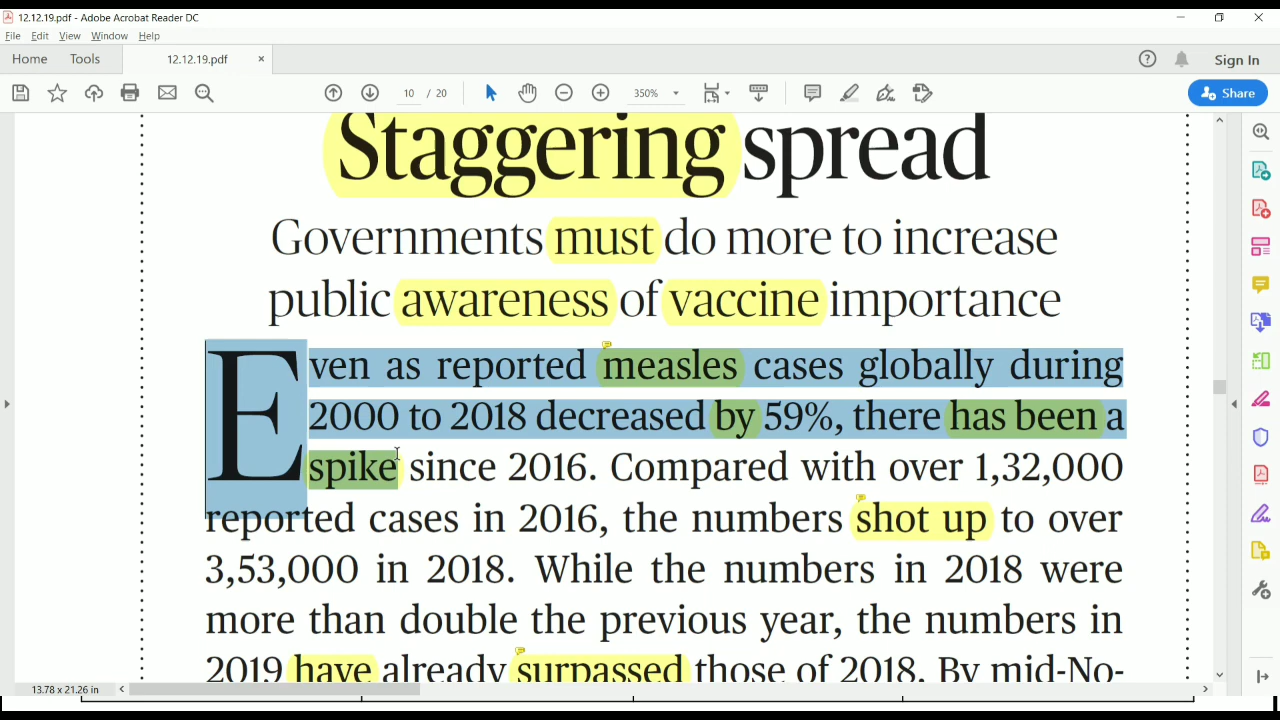 12.12.19.pdf - Adobe Acrobat Reader DC
File Edit View Window Help
Home Tools 12.12.19.pdf × Sign In
10 / 20 350% Share
Staggering spread
Governments must do more to increase
public awareness of vaccine importance
Even as reported measles cases globally during
2000 to 2018 decreased by 59%, there has been a
spike since 2016. Compared with over 1,32,000
reported cases in 2016, the numbers shot up to over
3,53,000 in 2018. While the numbers in 2018 were
more than double the previous year, the numbers in
2019 have already surpassed those of 2018. By mid-No-
13.78 x 21.26 in